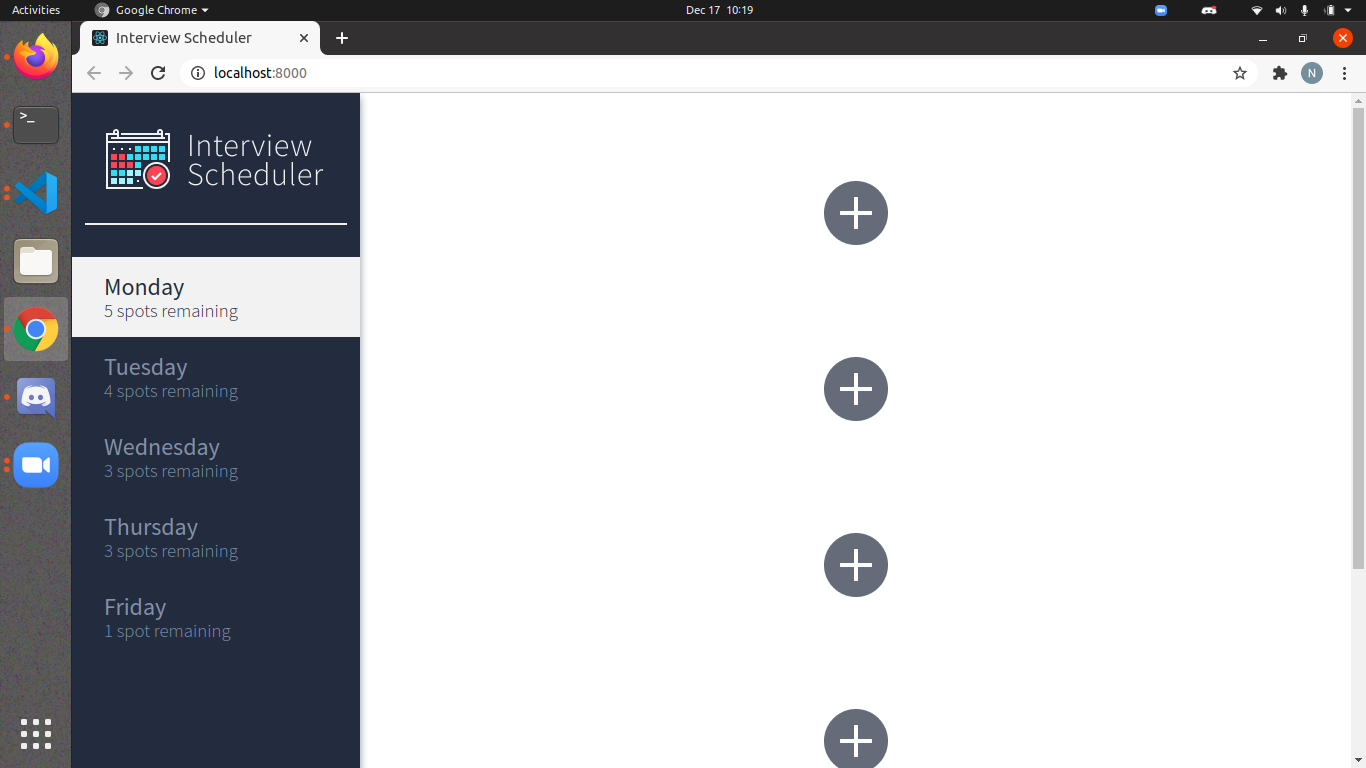 Activities
Google Chrome
Dec 17 10:19
Interview Scheduler
localhost:8000
N
>_
Interview
Scheduler
Monday
5 spots remaining
Tuesday
4 spots remaining
Wednesday
3 spots remaining
Thursday
3 spots remaining
Friday
1 spot remaining